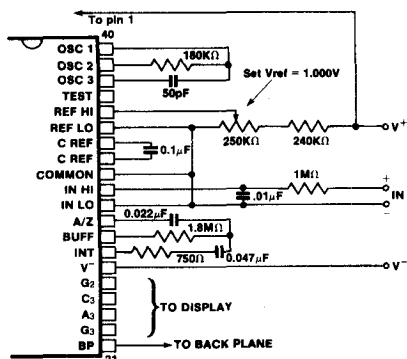 To pin 1
40
OSC 1
180KΩ
OSC 2
OSC 3
50pF
TEST
Set Vref = 1.000V
REF HI
REF LO
V+
250KΩ
240KΩ
C REF
0.1µF
C REF
COMMON
1MΩ
+
IN HI
.01µF
IN
IN LO
−
0.022µF
A/Z
BUFF
1.8MΩ
INT
750Ω
0.047µF
V−
V−
G2
C3
TO DISPLAY
A3
G3
BP
TO BACK PLANE
21